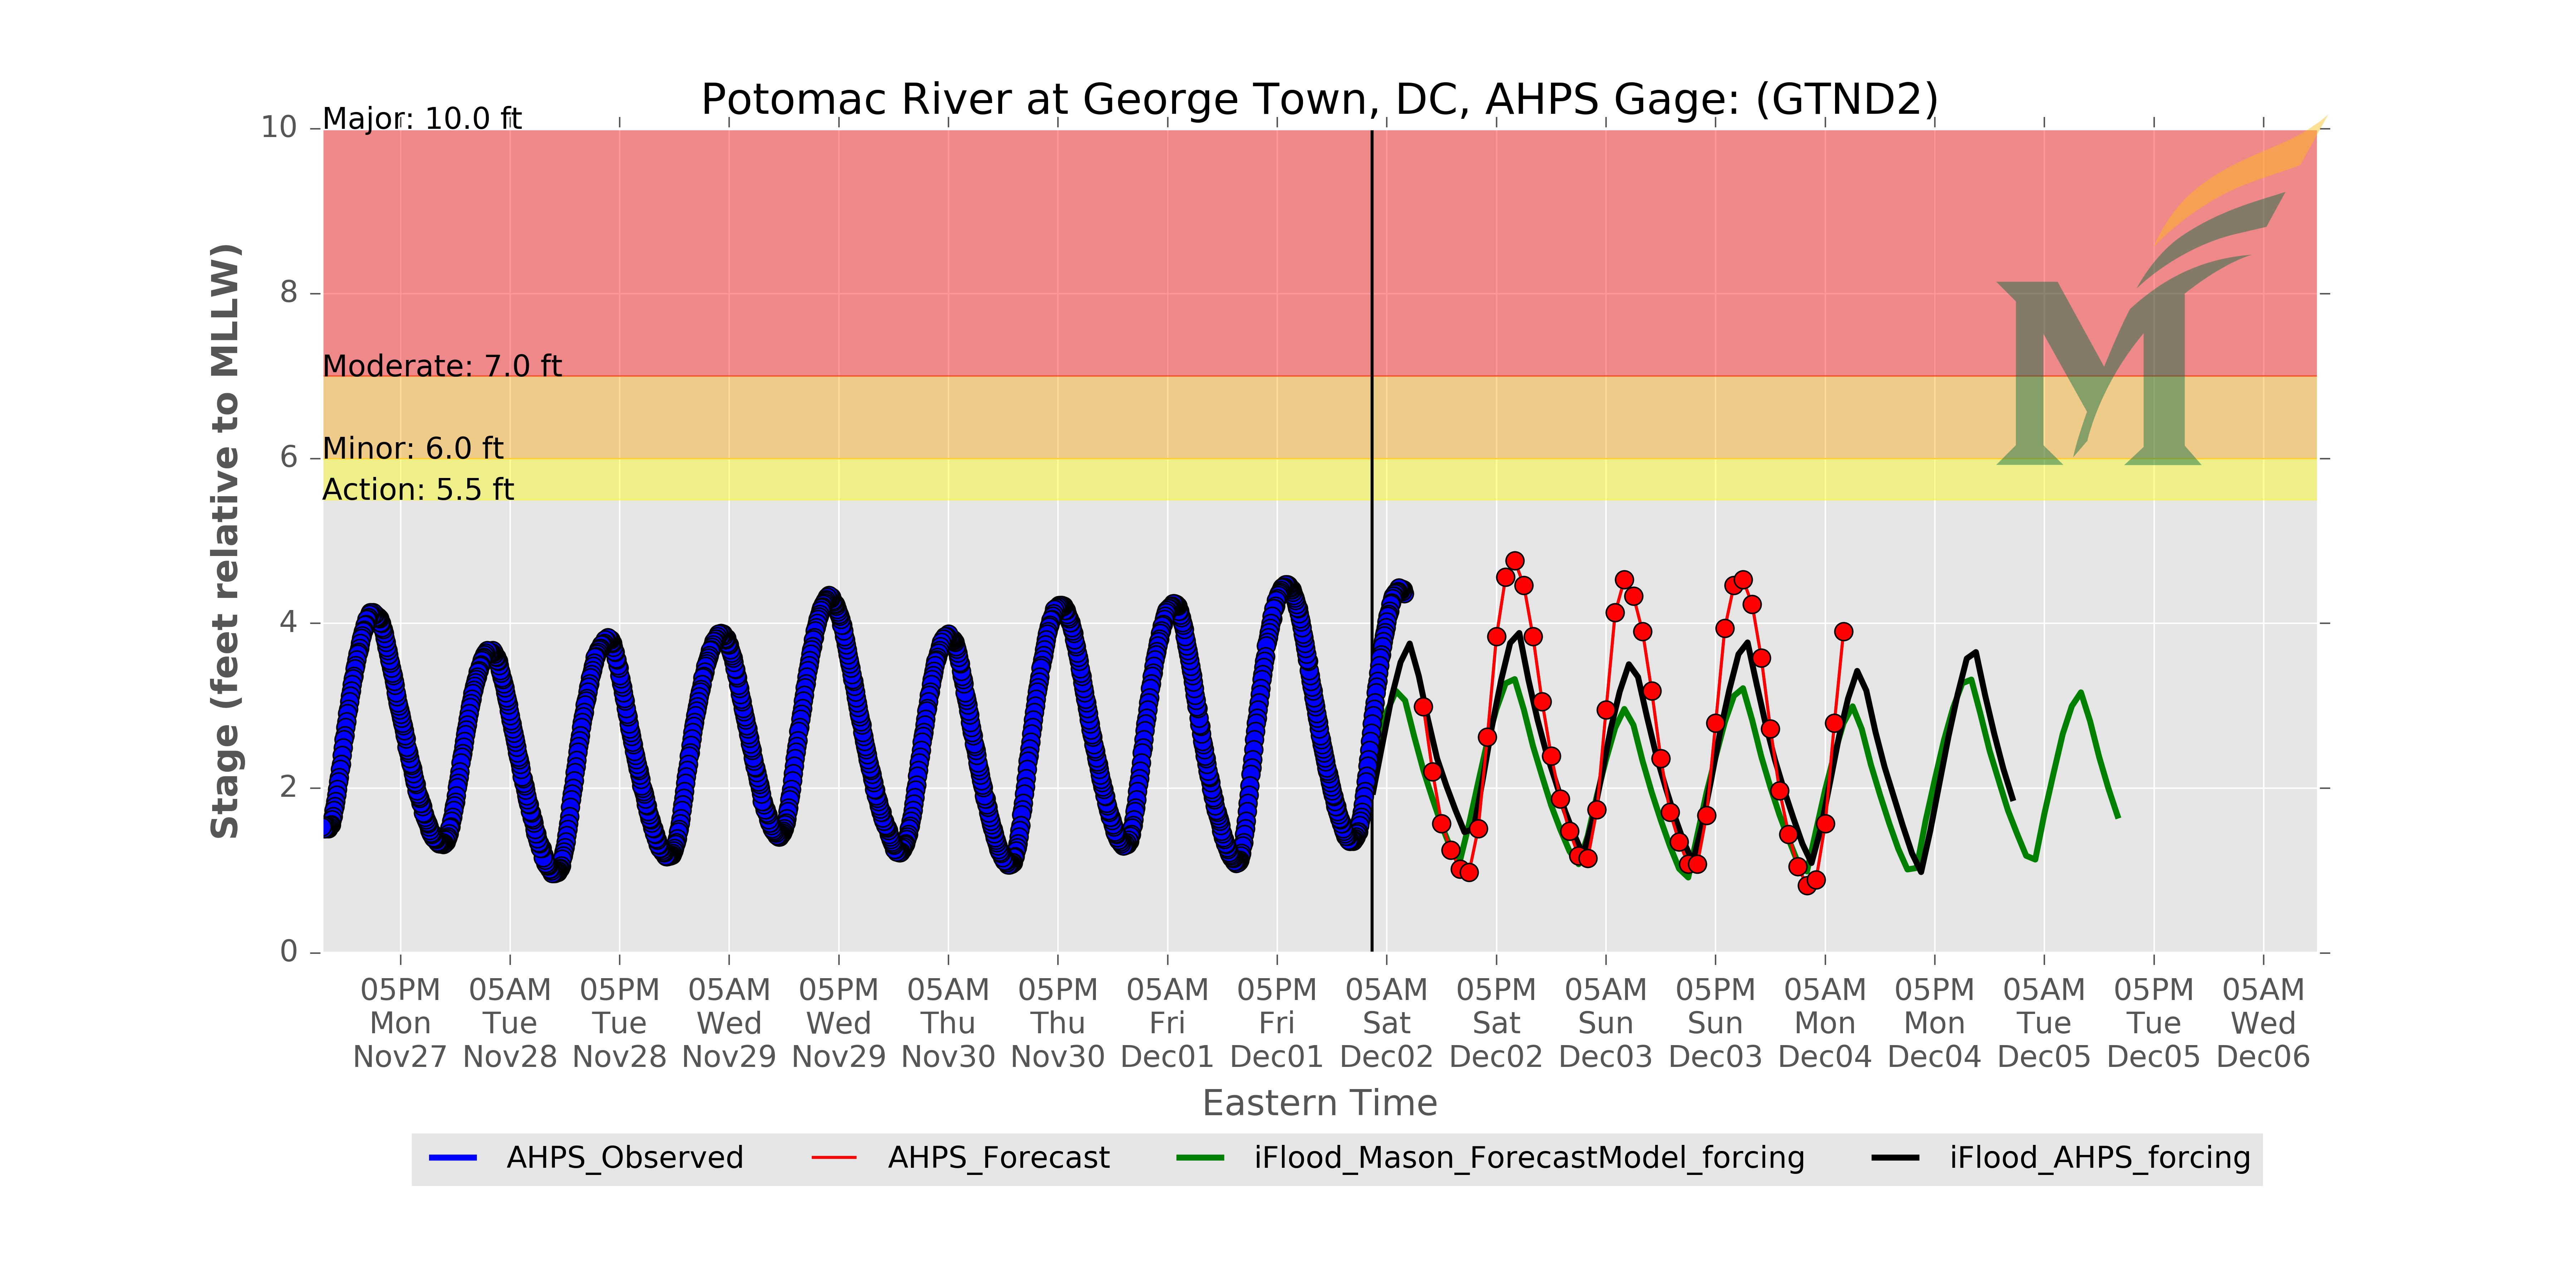 Potomac River at George Town, DC, AHPS Gage: (GTND2)
Stage (feet relative to MLLW)
10
8
6
4
2
0
Major: 10.0 ft
Moderate: 7.0 ft
Minor: 6.0 ft
Action: 5.5 ft
05PM 05AM 05PM 05AM 05PM 05AM 05PM 05AM 05PM 05AM 05PM 05AM 05PM 05AM 05PM 05AM 05PM 05AM
Mon Tue Tue Wed Wed Thu Thu Fri Fri Sat Sat Sun Sun Mon Mon Tue Tue Wed
Nov27 Nov28 Nov28 Nov29 Nov29 Nov30 Nov30 Dec01 Dec01 Dec02 Dec02 Dec03 Dec03 Dec04 Dec04 Dec05 Dec05 Dec06
Eastern Time
AHPS_Observed AHPS_Forecast iFlood_Mason_ForecastModel_forcing iFlood_AHPS_forcing
M